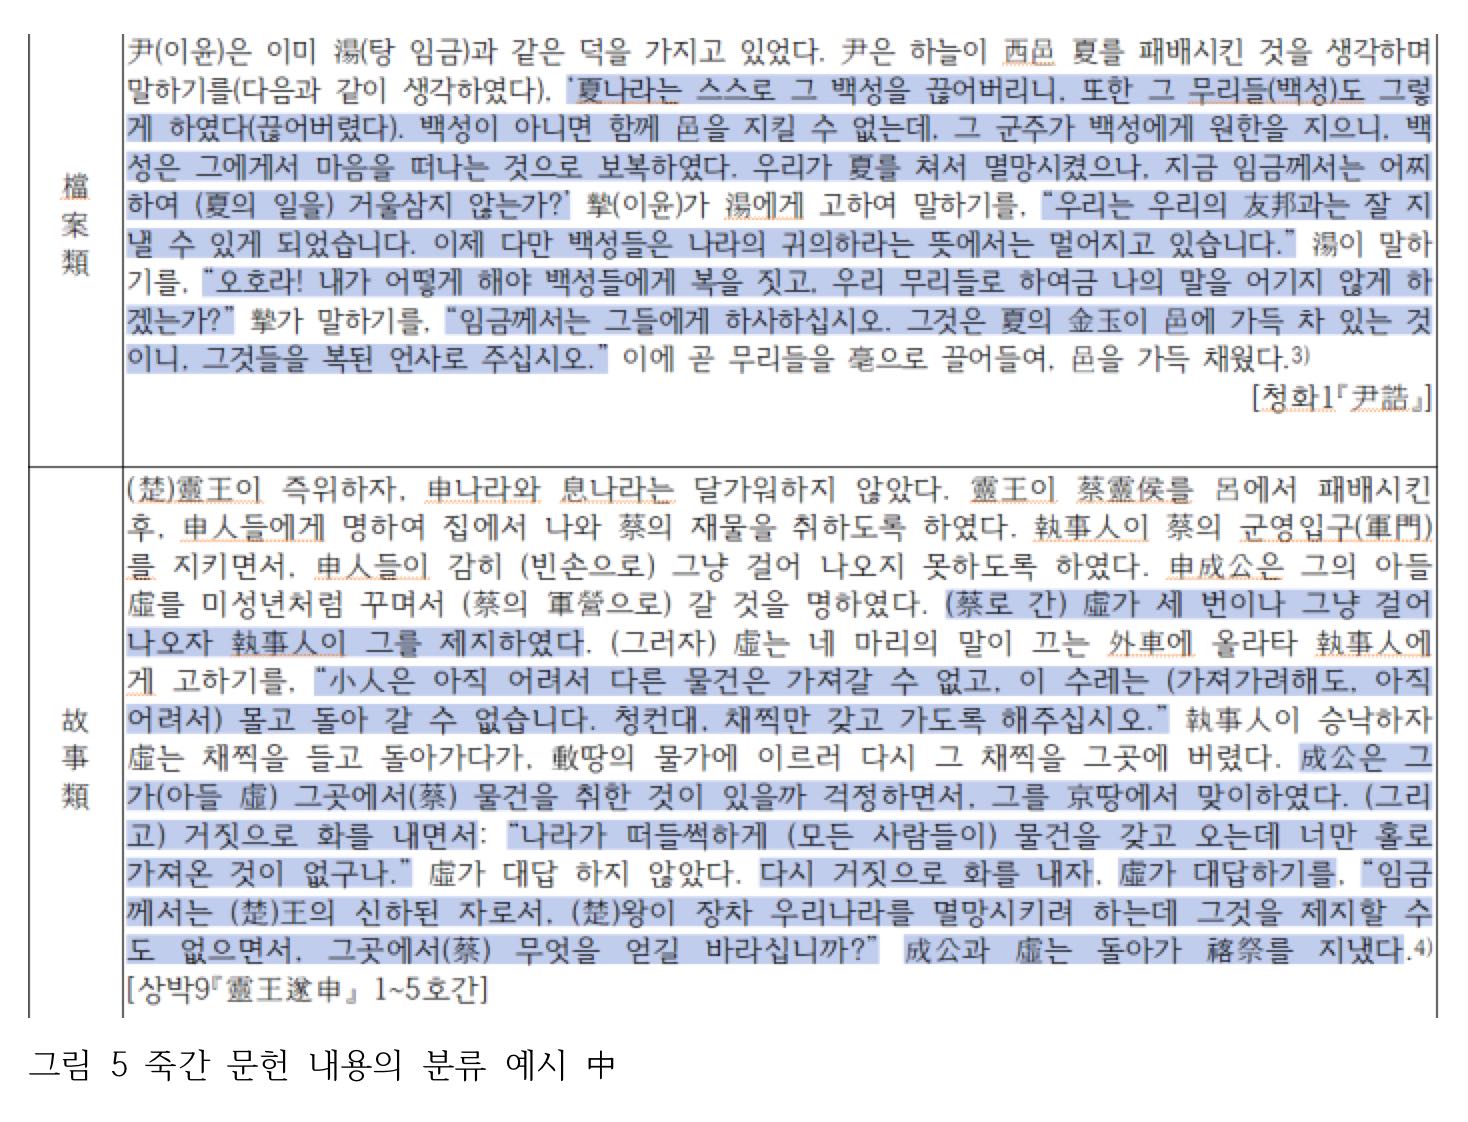 檔案類
尹(이윤)은 이미 湯(탕 임금)과 같은 덕을 가지고 있었다. 尹은 하늘이 西邑 夏를 패배시킨 것을 생각하며
말하기를(다음과 같이 생각하였다), ‘夏나라는 스스로 그 백성을 끊어버리니, 또한 그 무리들(백성)도 그렇
게 하였다(끊어버렸다). 백성이 아니면 함께 邑을 지킬 수 없는데, 그 군주가 백성에게 원한을 지으니, 백
성은 그에게서 마음을 떠나는 것으로 보복하였다. 우리가 夏를 쳐서 멸망시켰으나, 지금 임금께서는 어찌
하여 (夏의 일을) 거울삼지 않는가?’ 摯(이윤)가 湯에게 고하여 말하기를, “우리는 우리의 友邦과는 잘 지
낼 수 있게 되었습니다. 이제 다만 백성들은 나라의 귀의하라는 뜻에서는 멀어지고 있습니다.” 湯이 말하
기를, “오호라! 내가 어떻게 해야 백성들에게 복을 짓고, 우리 무리들로 하여금 나의 말을 어기지 않게 하
겠는가?” 摯가 말하기를, “임금께서는 그들에게 하사하십시오. 그것은 夏의 金玉이 邑에 가득 차 있는 것
이니, 그것들을 복된 언사로 주십시오.” 이에 곧 무리들을 亳으로 끌어들여, 邑을 가득 채웠다.3)
[청화1『尹誥』]
故事類
(楚)靈王이 즉위하자, 申나라와 息나라는 달가워하지 않았다. 靈王이 蔡靈侯를 呂에서 패배시킨
후, 申人들에게 명하여 집에서 나와 蔡의 재물을 취하도록 하였다. 執事人이 蔡의 군영입구(軍門)
를 지키면서, 申人들이 감히 (빈손으로) 그냥 걸어 나오지 못하도록 하였다. 申成公은 그의 아들
虛를 미성년처럼 꾸며서 (蔡의 軍營으로) 갈 것을 명하였다. (蔡로 간) 虛가 세 번이나 그냥 걸어
나오자 執事人이 그를 제지하였다. (그러자) 虛는 네 마리의 말이 끄는 外車에 올라타 執事人에
게 고하기를, “小人은 아직 어려서 다른 물건은 가져갈 수 없고, 이 수레는 (가져가려해도, 아직
어려서) 몰고 돌아 갈 수 없습니다. 청컨대, 채찍만 갖고 가도록 해주십시오.” 執事人이 승낙하자
虛는 채찍을 들고 돌아가다가, 땅의 물가에 이르러 다시 그 채찍을 그곳에 버렸다. 成公은 그
가(아들 虛) 그곳에서(蔡) 물건을 취한 것이 있을까 걱정하면서, 그를 京땅에서 맞이하였다. (그리
고) 거짓으로 화를 내면서: “나라가 떠들썩하게 (모든 사람들이) 물건을 갖고 오는데 너만 홀로
가져온 것이 없구나.” 虛가 대답 하지 않았다. 다시 거짓으로 화를 내자, 虛가 대답하기를, “임금
께서는 (楚)王의 신하된 자로서, (楚)왕이 장차 우리나라를 멸망시키려 하는데 그것을 제지할 수
도 없으면서, 그곳에서(蔡) 무엇을 얻길 바라십니까?” 成公과 虛는 돌아가 祭를 지냈다.4)
[상박9『靈王遂申』 1~5호간]
그림 5 죽간 문헌 내용의 분류 예시 中